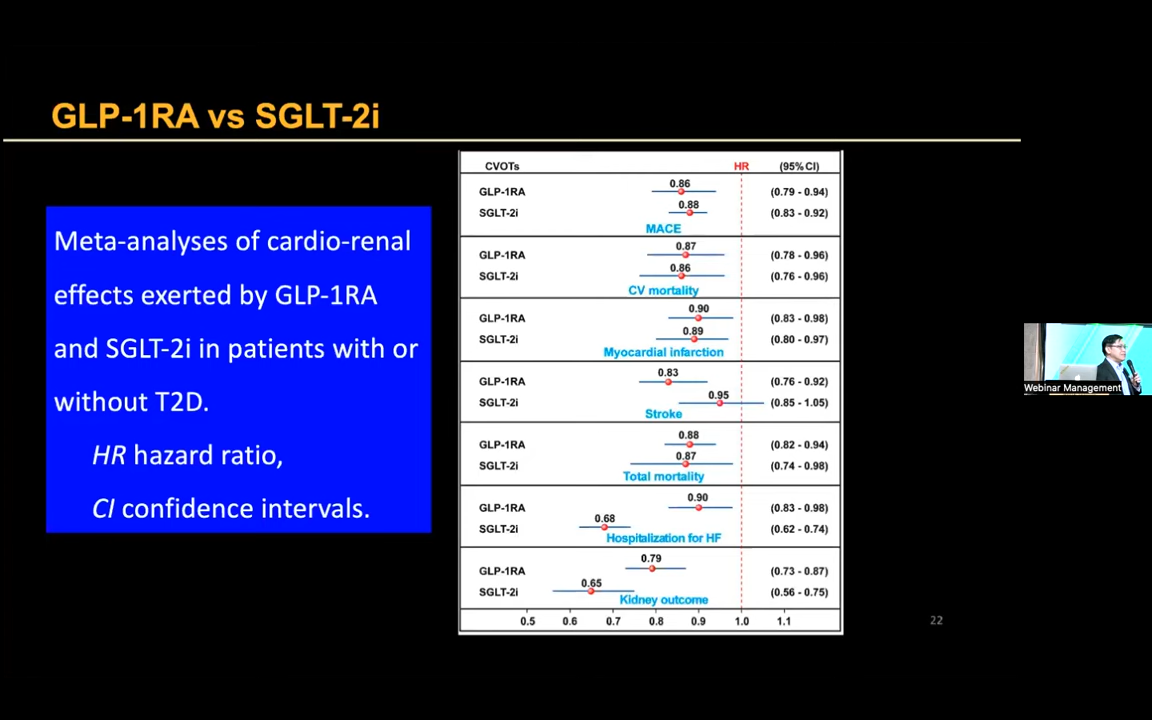 GLP-1RA vs SGLT-2i
Meta-analyses of cardio-renal
effects exerted by GLP-1RA
and SGLT-2i in patients with or
without T2D.
HR hazard ratio,
CI confidence intervals.
CVOTs HR (95% CI)
GLP-1RA 0.86 (0.79 - 0.94)
SGLT-2i 0.88 (0.83 - 0.92)
MACE
GLP-1RA 0.87 (0.78 - 0.96)
SGLT-2i 0.86 (0.76 - 0.96)
CV mortality
GLP-1RA 0.90 (0.83 - 0.98)
SGLT-2i 0.89 (0.80 - 0.97)
Myocardial infarction
GLP-1RA 0.83 (0.76 - 0.92)
SGLT-2i 0.95 (0.85 - 1.05)
Stroke
GLP-1RA 0.88 (0.82 - 0.94)
SGLT-2i 0.87 (0.74 - 0.98)
Total mortality
GLP-1RA 0.90 (0.83 - 0.98)
SGLT-2i 0.68 (0.62 - 0.74)
Hospitalization for HF
GLP-1RA 0.79 (0.73 - 0.87)
SGLT-2i 0.65 (0.56 - 0.75)
Kidney outcome
0.5 0.6 0.7 0.8 0.9 1.0 1.1
22
Webinar Management